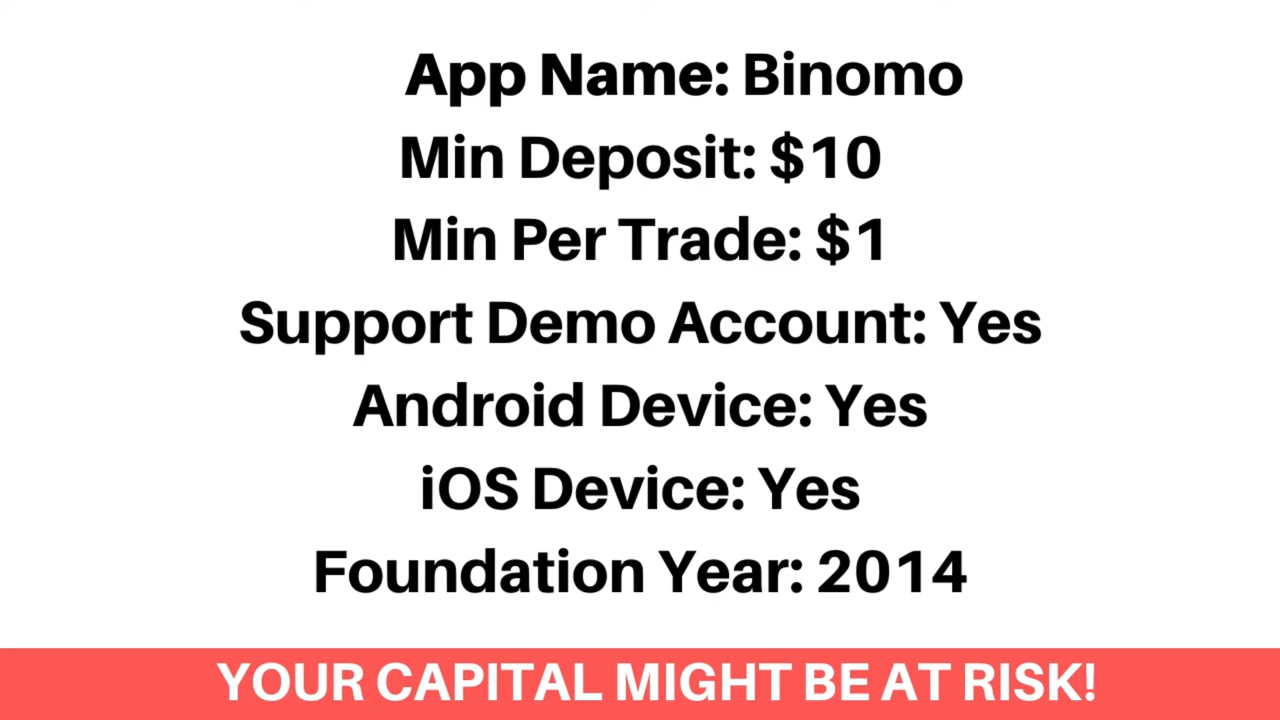 App Name: Binomo
Min Deposit: $10
Min Per Trade: $1
Support Demo Account: Yes
Android Device: Yes
iOS Device: Yes
Foundation Year: 2014
YOUR CAPITAL MIGHT BE AT RISK!